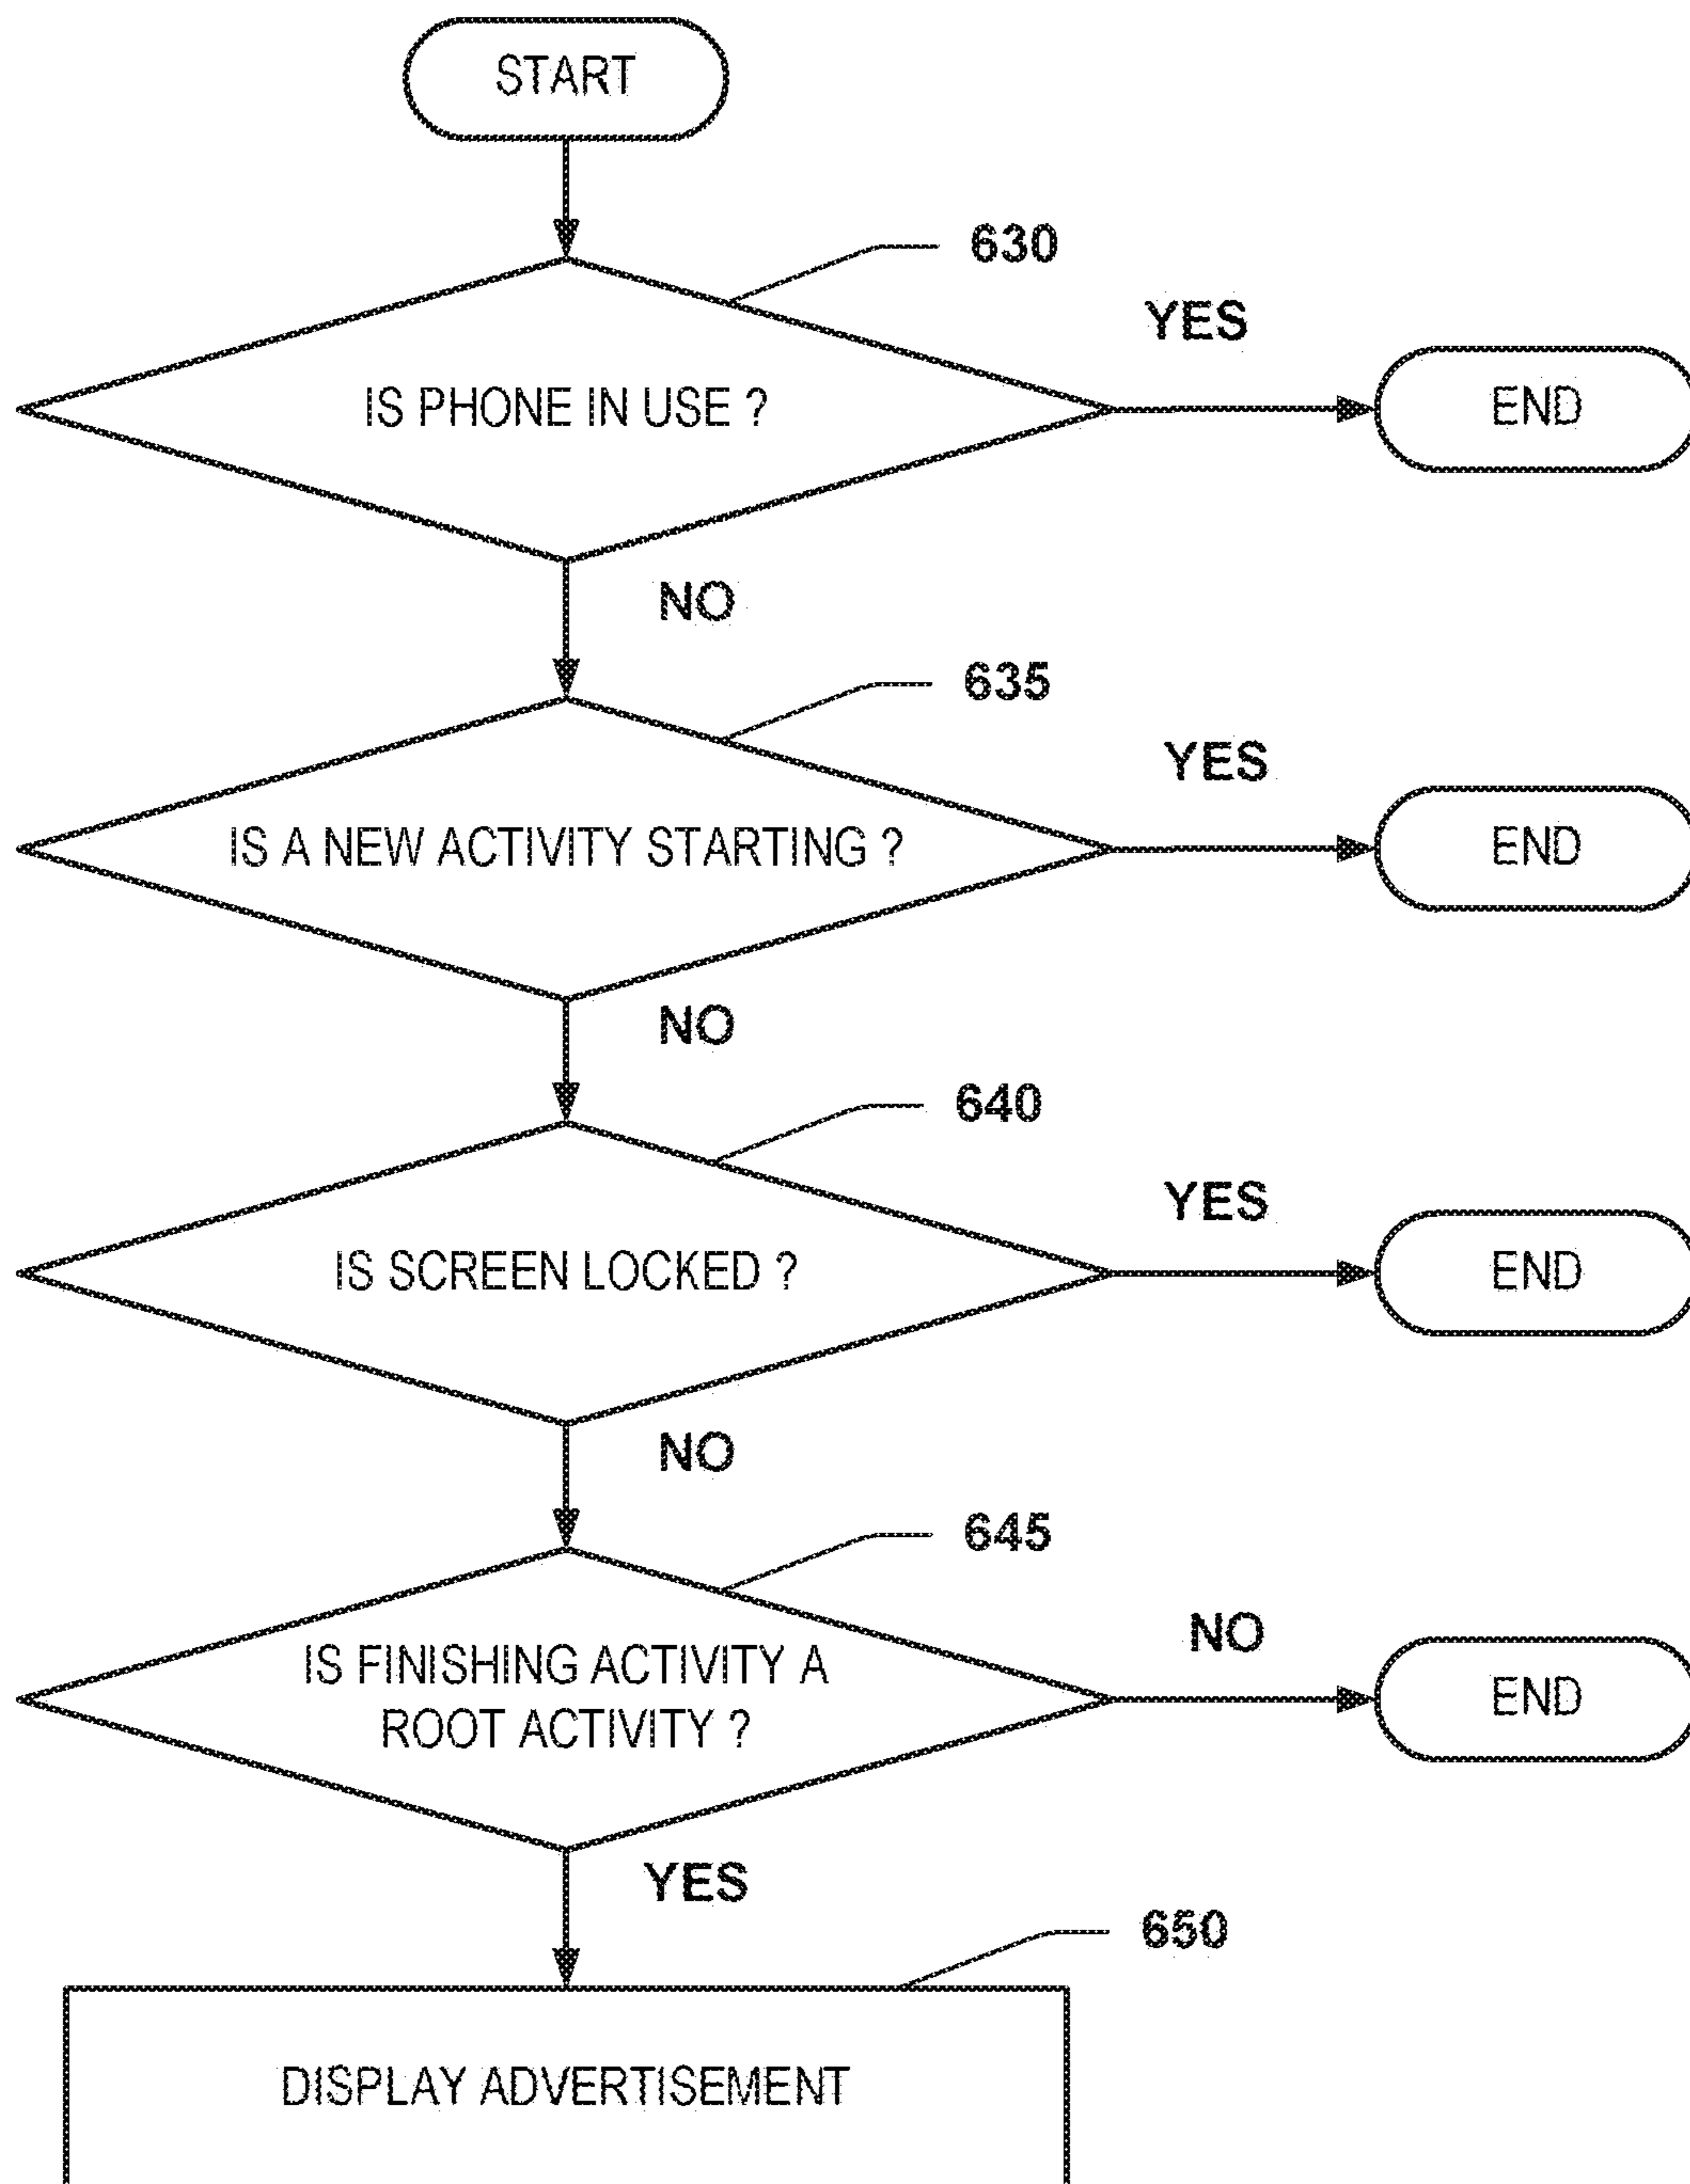 START
630
YES
IS PHONE IN USE ?
END
NO
635
YES
IS A NEW ACTIVITY STARTING ?
END
NO
640
YES
IS SCREEN LOCKED ?
END
NO
645
NO
IS FINISHING ACTIVITY A
ROOT ACTIVITY ?
END
YES
650
DISPLAY ADVERTISEMENT